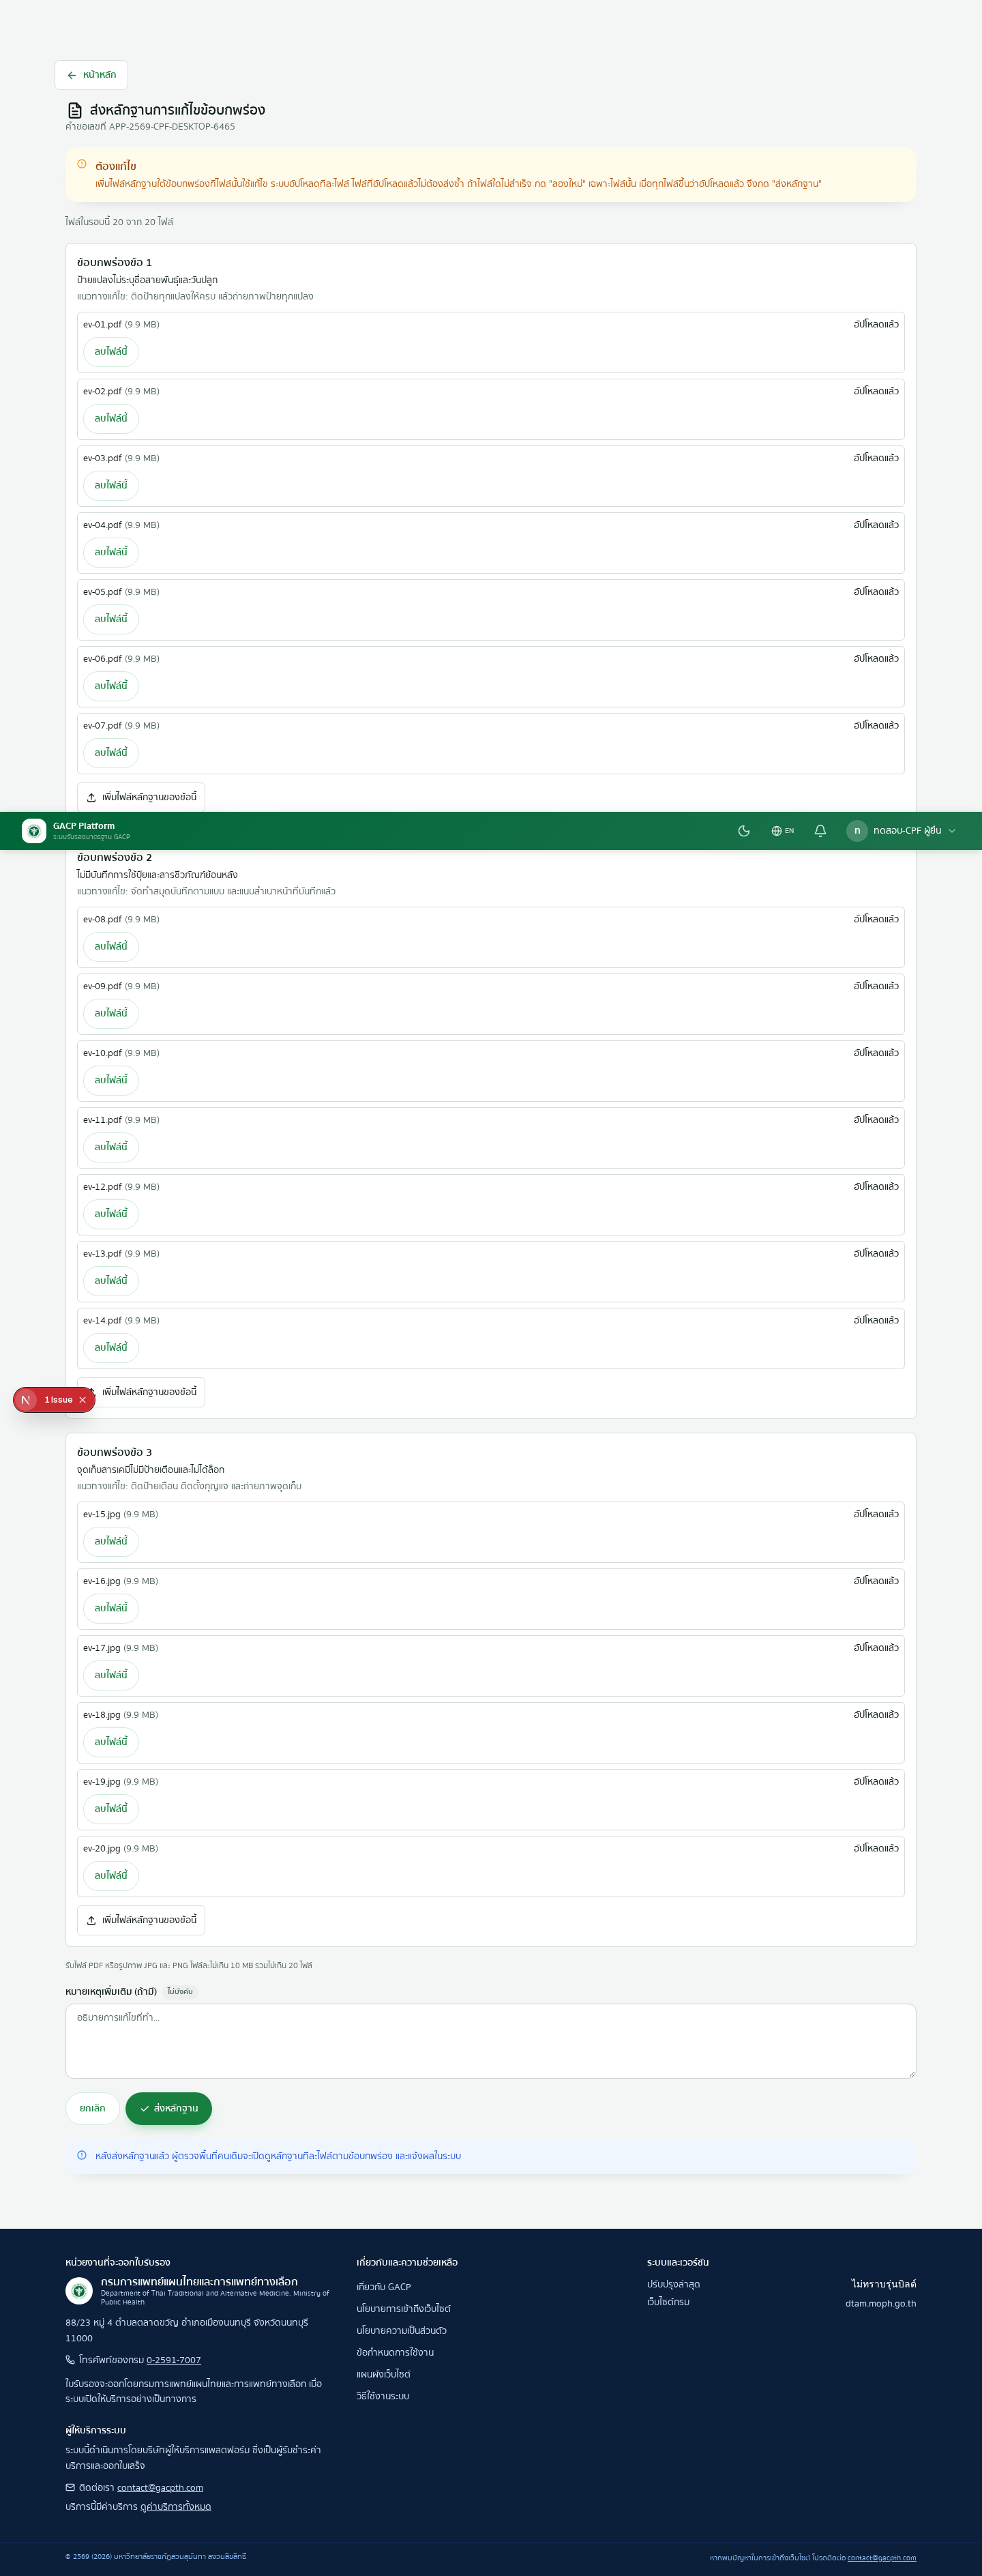 หน้าหลัก
ส่งหลักฐานการแก้ไขข้อบกพร่อง
คำขอเลขที่ APP-2569-CPF-DESKTOP-6465
ต้องแก้ไข
เพิ่มไฟล์หลักฐานใต้ข้อบกพร่องที่ไฟล์นั้นใช้แก้ไข ระบบอัปโหลดทีละไฟล์ ไฟล์ที่อัปโหลดแล้วไม่ต้องส่งซ้ำ ถ้าไฟล์ใดไม่สำเร็จ กด "ลองใหม่" เฉพาะไฟล์นั้น เมื่อทุกไฟล์ขึ้นว่าอัปโหลดแล้ว จึงกด "ส่งหลักฐาน"
ไฟล์ในรอบนี้ 20 จาก 20 ไฟล์
ข้อบกพร่องข้อ 1
ป้ายแปลงไม่ระบุชื่อสายพันธุ์และวันปลูก
แนวทางแก้ไข: ติดป้ายทุกแปลงให้ครบ แล้วถ่ายภาพป้ายทุกแปลง
ev-01.pdf (9.9 MB) อัปโหลดแล้ว
ลบไฟล์นี้
ev-02.pdf (9.9 MB) อัปโหลดแล้ว
ลบไฟล์นี้
ev-03.pdf (9.9 MB) อัปโหลดแล้ว
ลบไฟล์นี้
ev-04.pdf (9.9 MB) อัปโหลดแล้ว
ลบไฟล์นี้
ev-05.pdf (9.9 MB) อัปโหลดแล้ว
ลบไฟล์นี้
ev-06.pdf (9.9 MB) อัปโหลดแล้ว
ลบไฟล์นี้
ev-07.pdf (9.9 MB) อัปโหลดแล้ว
ลบไฟล์นี้
เพิ่มไฟล์หลักฐานของข้อนี้
GACP Platform
ระบบรับรองมาตรฐาน GACP
EN
ท ทดสอบ-CPF ผู้ยื่น
ข้อบกพร่องข้อ 2
ไม่มีบันทึกการใช้ปุ๋ยและสารชีวภัณฑ์ย้อนหลัง
แนวทางแก้ไข: จัดทำสมุดบันทึกตามแบบ และแนบสำเนาหน้าที่บันทึกแล้ว
ev-08.pdf (9.9 MB) อัปโหลดแล้ว
ลบไฟล์นี้
ev-09.pdf (9.9 MB) อัปโหลดแล้ว
ลบไฟล์นี้
ev-10.pdf (9.9 MB) อัปโหลดแล้ว
ลบไฟล์นี้
ev-11.pdf (9.9 MB) อัปโหลดแล้ว
ลบไฟล์นี้
ev-12.pdf (9.9 MB) อัปโหลดแล้ว
ลบไฟล์นี้
ev-13.pdf (9.9 MB) อัปโหลดแล้ว
ลบไฟล์นี้
ev-14.pdf (9.9 MB) อัปโหลดแล้ว
ลบไฟล์นี้
เพิ่มไฟล์หลักฐานของข้อนี้
N 1 Issue
ข้อบกพร่องข้อ 3
จุดเก็บสารเคมีไม่มีป้ายเตือนและไม่ได้ล็อก
แนวทางแก้ไข: ติดป้ายเตือน ติดตั้งกุญแจ และถ่ายภาพจุดเก็บ
ev-15.jpg (9.9 MB) อัปโหลดแล้ว
ลบไฟล์นี้
ev-16.jpg (9.9 MB) อัปโหลดแล้ว
ลบไฟล์นี้
ev-17.jpg (9.9 MB) อัปโหลดแล้ว
ลบไฟล์นี้
ev-18.jpg (9.9 MB) อัปโหลดแล้ว
ลบไฟล์นี้
ev-19.jpg (9.9 MB) อัปโหลดแล้ว
ลบไฟล์นี้
ev-20.jpg (9.9 MB) อัปโหลดแล้ว
ลบไฟล์นี้
เพิ่มไฟล์หลักฐานของข้อนี้
รับไฟล์ PDF หรือรูปภาพ JPG และ PNG ไฟล์ละไม่เกิน 10 MB รวมไม่เกิน 20 ไฟล์
หมายเหตุเพิ่มเติม (ถ้ามี) ไม่บังคับ
อธิบายการแก้ไขที่ทำ...
ยกเลิก
ส่งหลักฐาน
หลังส่งหลักฐานแล้ว ผู้ตรวจพื้นที่คนเดิมจะเปิดดูหลักฐานทีละไฟล์ตามข้อบกพร่อง และแจ้งผลในระบบ
หน่วยงานที่จะออกใบรับรอง
กรมการแพทย์แผนไทยและการแพทย์ทางเลือก
Department of Thai Traditional and Alternative Medicine, Ministry of
Public Health
88/23 หมู่ 4 ตำบลตลาดขวัญ อำเภอเมืองนนทบุรี จังหวัดนนทบุรี
11000
โทรศัพท์ของกรม 0-2591-7007
ใบรับรองจะออกโดยกรมการแพทย์แผนไทยและการแพทย์ทางเลือก เมื่อ
ระบบเปิดให้บริการอย่างเป็นทางการ
ผู้ให้บริการระบบ
ระบบนี้ดำเนินการโดยบริษัทผู้ให้บริการแพลตฟอร์ม ซึ่งเป็นผู้รับชำระค่า
บริการและออกใบเสร็จ
ติดต่อเรา contact@gacpth.com
บริการนี้มีค่าบริการ ดูค่าบริการทั้งหมด
เกี่ยวกับและความช่วยเหลือ
เกี่ยวกับ GACP
นโยบายการเข้าถึงเว็บไซต์
นโยบายความเป็นส่วนตัว
ข้อกำหนดการใช้งาน
แผนผังเว็บไซต์
วิธีใช้งานระบบ
ระบบและเวอร์ชัน
ปรับปรุงล่าสุด ไม่ทราบรุ่นบิลด์
เว็บไซต์กรม dtam.moph.go.th
© 2569 (2026) มหาวิทยาลัยราชภัฏสวนสุนันทา สงวนลิขสิทธิ์
หากพบปัญหาในการเข้าถึงเว็บไซต์ โปรดติดต่อ contact@gacpth.com